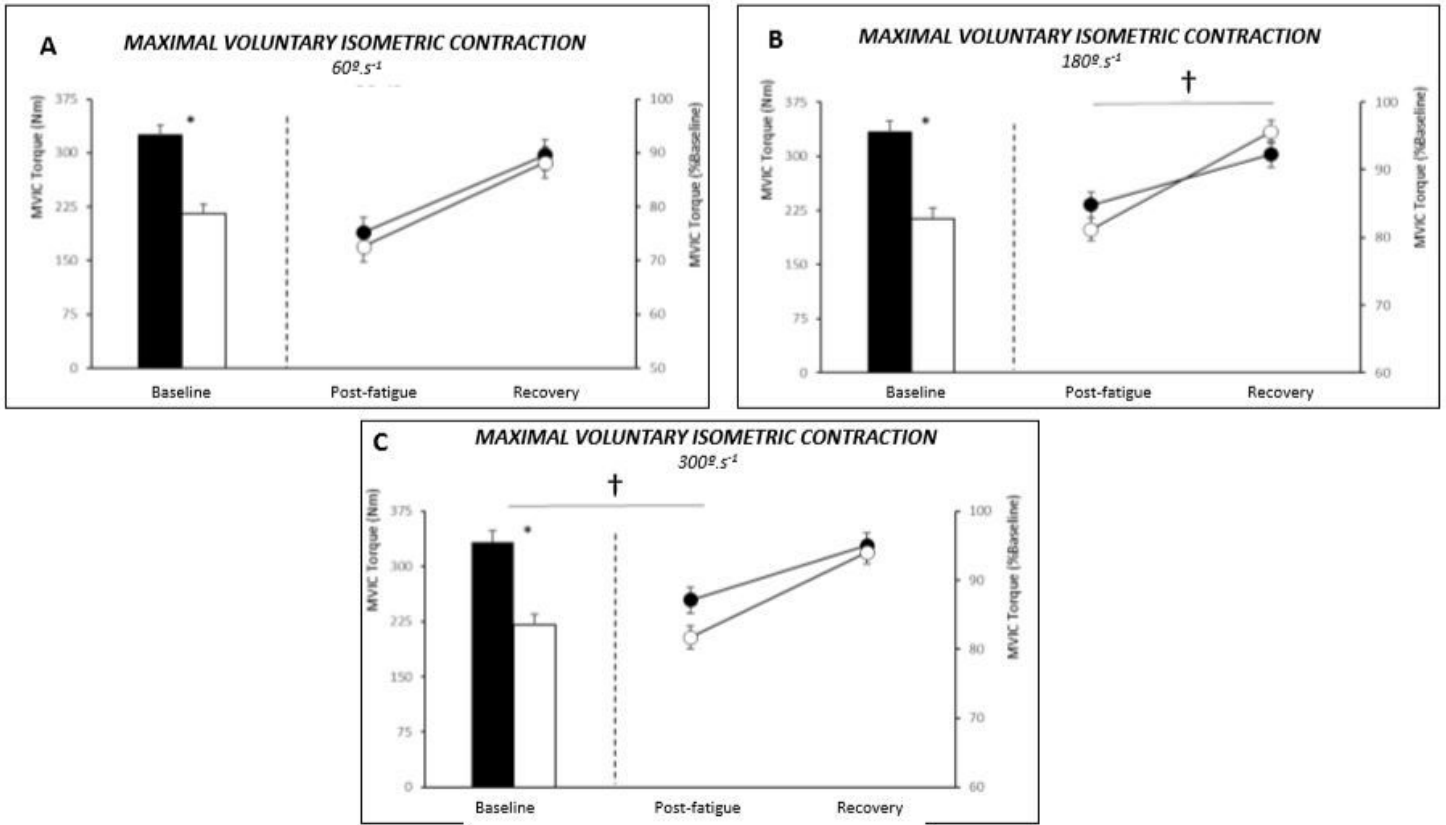 A
MAXIMAL VOLUNTARY ISOMETRIC CONTRACTION
60º.s⁻¹
MVIC Torque (Nm)
375
300
225
150
75
0
*
100
90
80
70
60
50
MVIC Torque (%Baseline)
Baseline
Post-fatigue
Recovery
B
MAXIMAL VOLUNTARY ISOMETRIC CONTRACTION
180º.s⁻¹
†
MVIC Torque (Nm)
375
300
225
150
75
0
*
100
90
80
70
60
MVIC Torque (%Baseline)
Baseline
Post-fatigue
Recovery
C
MAXIMAL VOLUNTARY ISOMETRIC CONTRACTION
300º.s⁻¹
†
MVIC Torque (Nm)
375
300
225
150
75
0
*
100
90
80
70
60
MVIC Torque (%Baseline)
Baseline
Post-fatigue
Recovery